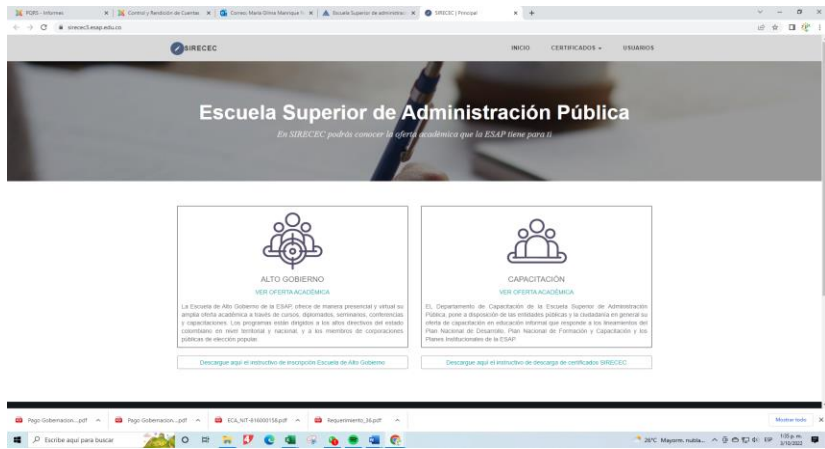 PQRS - Informes
Control y Rendición de Cuentas
Correo: Maria Olina Manrique
Escuela Superior de administrac
SIRECEC | Principal
sirecec5.esap.edu.co
SIRECEC
INICIO
CERTIFICADOS
USUARIOS
Escuela Superior de Administración Pública
En SIRECEC podrás conocer la oferta académica que la ESAP tiene para ti
ALTO GOBIERNO
VER OFERTA ACADÉMICA
La Escuela de Alto Gobierno de la ESAP, ofrece de manera presencial y virtual su
amplia oferta académica a través de cursos, diplomados, seminarios, conferencias
y capacitaciones. Los programas están dirigidos a los altos directivos del estado
colombiano en nivel territorial y nacional, y a los miembros de corporaciones
públicas de elección popular.
Descargue aquí el instructivo de inscripción Escuela de Alto Gobierno
CAPACITACIÓN
VER OFERTA ACADÉMICA
EL Departamento de Capacitación de la Escuela Superior de Administración
Pública, pone a disposición de las entidades públicas y la ciudadanía en general su
oferta de capacitación en educación informal que responde a los lineamientos del
Plan Nacional de Desarrollo, Plan Nacional de Formación y Capacitación y los
Planes Institucionales de la ESAP
Descargue aquí el instructivo de descarga de certificados SIRECEC
Pago Gobernacion....pdf
Pago Gobernacion....pdf
ECA_NIT-816000158.pdf
Requerimiento_36.pdf
Mostrar todo
Escribe aquí para buscar
28°C Mayorm. nubla...
ESP
1:05 p. m.
3/10/2022